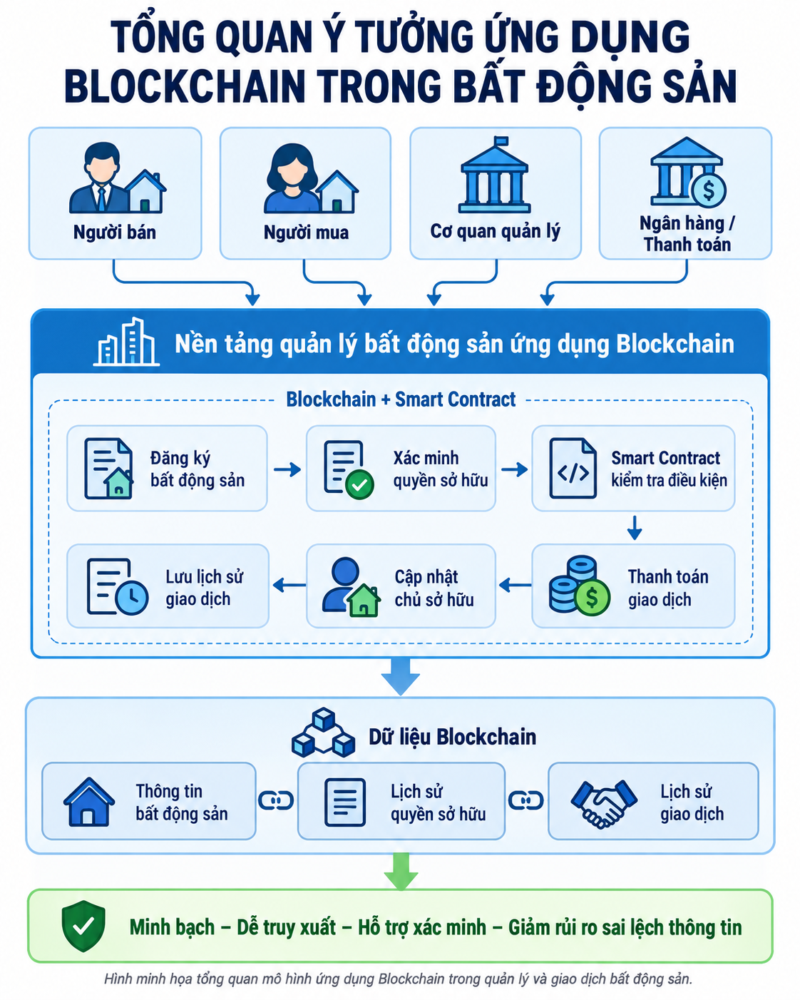 TỔNG QUAN Ý TƯỞNG ỨNG DỤNG
BLOCKCHAIN TRONG BẤT ĐỘNG SẢN
Người bán
Người mua
Cơ quan quản lý
Ngân hàng /
Thanh toán
Nền tảng quản lý bất động sản ứng dụng Blockchain
Blockchain + Smart Contract
Đăng ký
bất động sản
Xác minh
quyền sở hữu
</>
Smart Contract
kiểm tra điều kiện
Lưu lịch sử
giao dịch
Cập nhật
chủ sở hữu
Thanh toán
giao dịch
Dữ liệu Blockchain
Thông tin
bất động sản
Lịch sử
quyền sở hữu
Lịch sử
giao dịch
Minh bạch – Dễ truy xuất – Hỗ trợ xác minh – Giảm rủi ro sai lệch thông tin
Hình minh họa tổng quan mô hình ứng dụng Blockchain trong quản lý và giao dịch bất động sản.